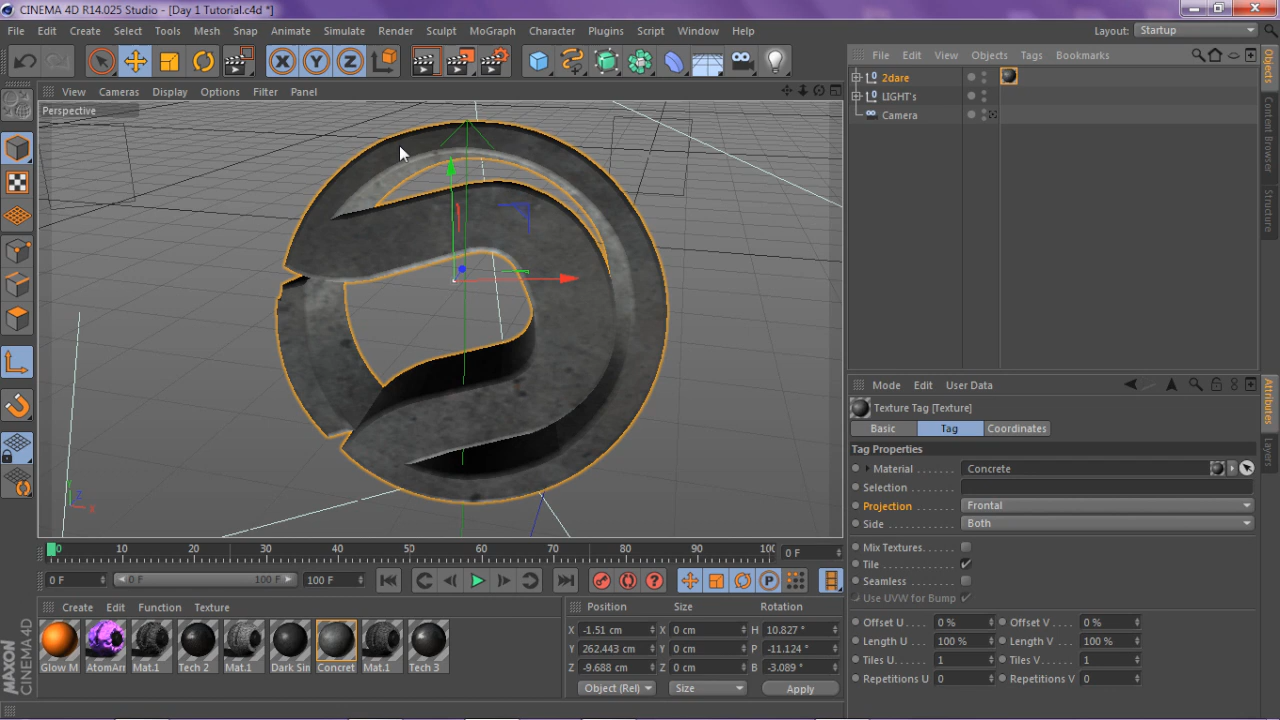 CINEMA 4D R14.025 Studio - [Day 1 Tutorial.c4d *]
File Edit Create Select Tools Mesh Snap Animate Simulate Render Sculpt MoGraph Character Plugins Script Window Help Layout: Startup
X Y Z
File Edit View Objects Tags Bookmarks
View Cameras Display Options Filter Panel
Perspective
2dare
LIGHT's
Camera
Objects
Content Browser
Structure
Y Z X
Mode Edit User Data
Texture Tag [Texture]
Basic Tag Coordinates
Tag Properties
Material Concrete
Selection
Projection Frontal
Side Both
Mix Textures
Tile
Seamless
Use UVW for Bump
Offset U 0 % Offset V 0 %
Length U 100 % Length V 100 %
Tiles U 1 Tiles V 1
Repetitions U 0 Repetitions V 0
Attributes
Layers
0 10 20 30 40 50 60 70 80 90 100 0 F
0 F 0 F 100 F 100 F
P
Create Edit Function Texture
Glow M AtomArr Mat.1 Tech 2 Mat.1 Dark Sin Concret Mat.1 Tech 3
Position Size Rotation
X -1.51 cm X 0 cm H 10.827 °
Y 262.443 cm Y 0 cm P -11.124 °
Z -9.688 cm Z 0 cm B -3.089 °
Object (Rel) Size Apply
MAXON
CINEMA 4D